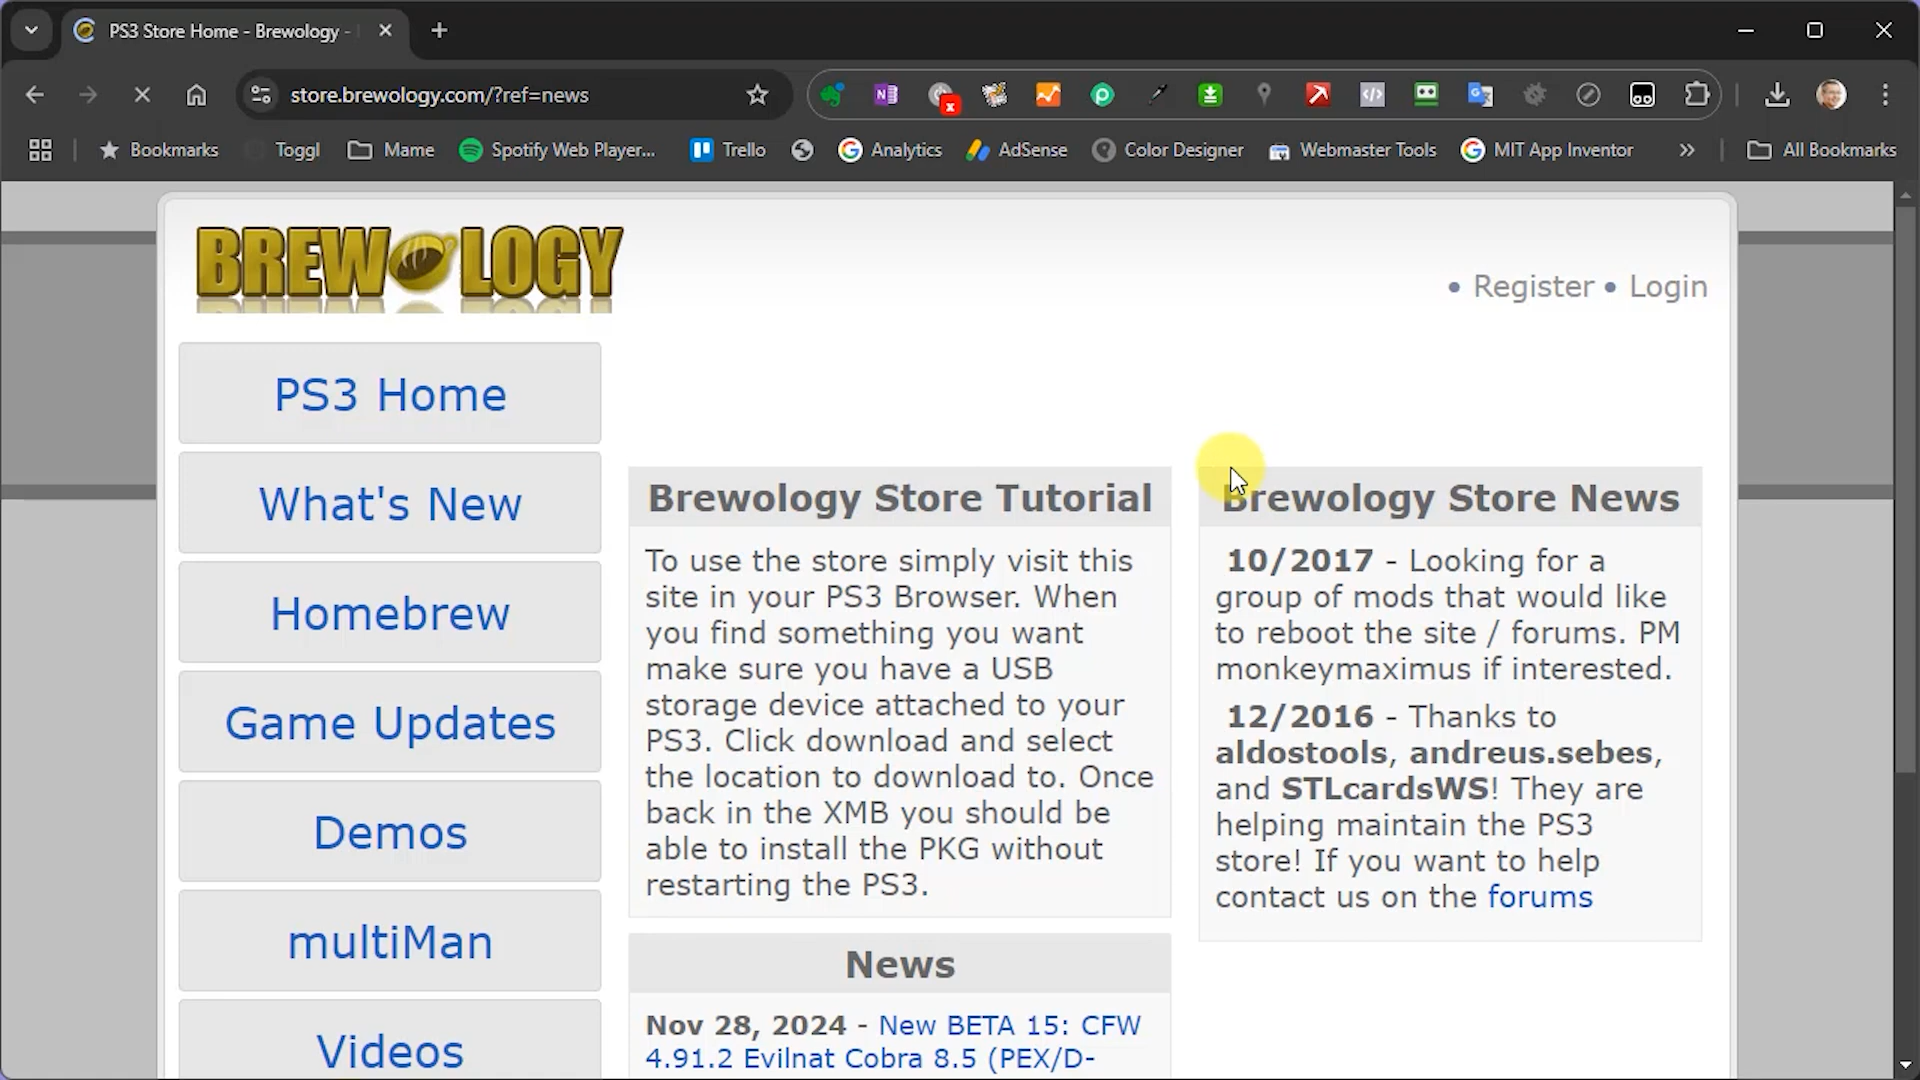 PS3 Store Home - Brewology -
store.brewology.com/?ref=news
Bookmarks
Toggl
Mame
Spotify Web Player...
Trello
Analytics
AdSense
Color Designer
Webmaster Tools
MIT App Inventor
All Bookmarks
BREWOLOGY
• Register • Login
PS3 Home
What's New
Homebrew
Game Updates
Demos
multiMan
Videos
Brewology Store Tutorial
To use the store simply visit this
site in your PS3 Browser. When
you find something you want
make sure you have a USB
storage device attached to your
PS3. Click download and select
the location to download to. Once
back in the XMB you should be
able to install the PKG without
restarting the PS3.
News
Nov 28, 2024 - New BETA 15: CFW
4.91.2 Evilnat Cobra 8.5 (PEX/D-
Brewology Store News
10/2017 - Looking for a
group of mods that would like
to reboot the site / forums. PM
monkeymaximus if interested.
12/2016 - Thanks to
aldostools, andreus.sebes,
and STLcardsWS! They are
helping maintain the PS3
store! If you want to help
contact us on the forums